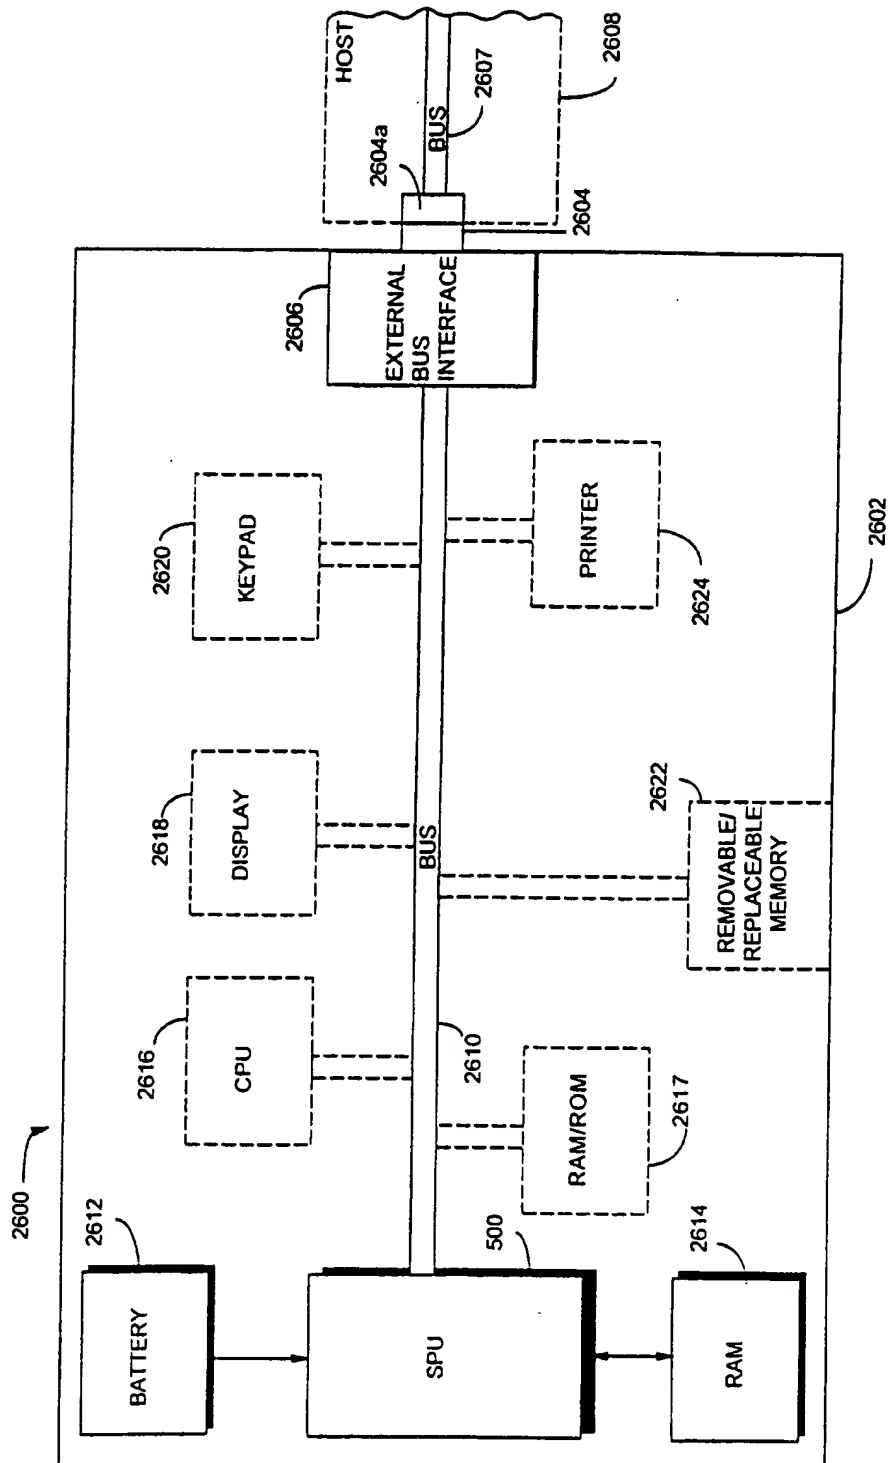 2600
BATTERY
2612
SPU
500
RAM
2614
CPU
2616
RAM/ROM
2617
BUS
2610
DISPLAY
2618
REMOVABLE/
REPLACEABLE
MEMORY
2622
KEYPAD
2620
PRINTER
2624
2602
EXTERNAL
BUS
INTERFACE
2606
2604
2604a
HOST
BUS
2607
2608